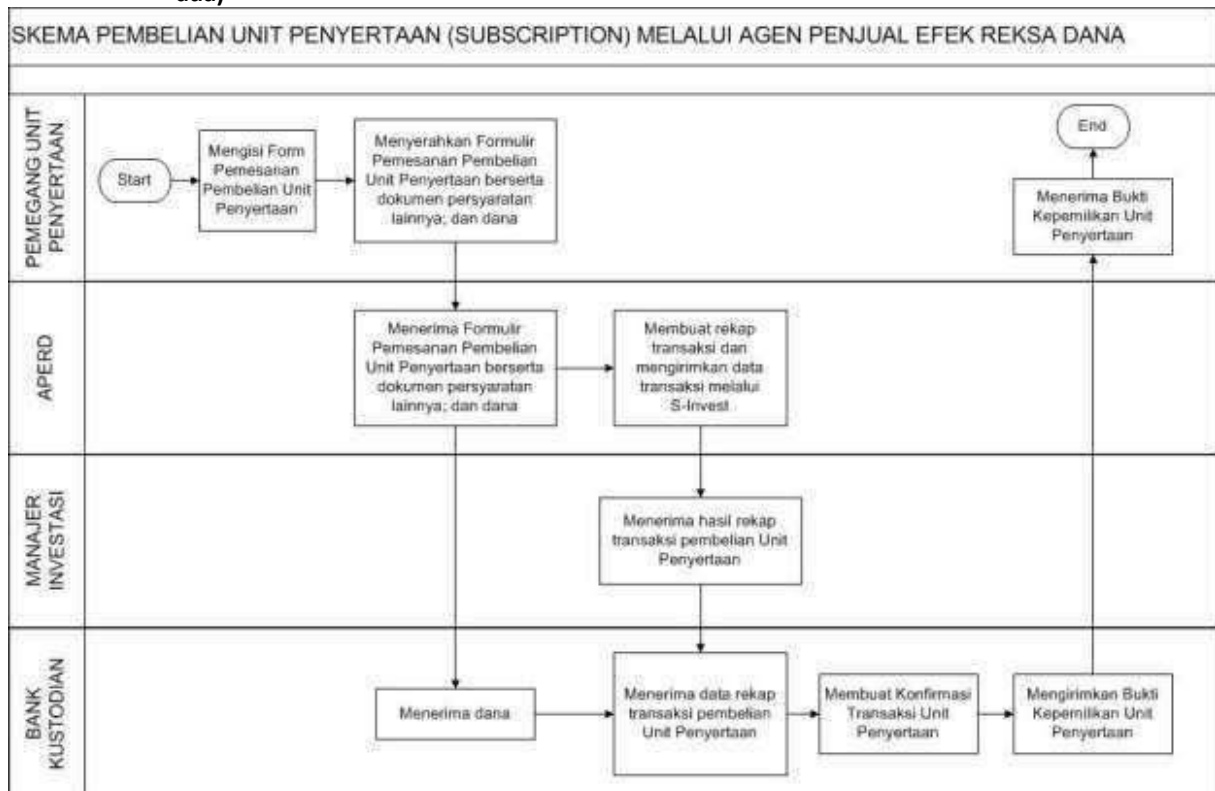 SKEMA PEMBELIAN UNIT PENYERTAAN (SUBSCRIPTION) MELALUI AGEN PENJUAL EFEK REKSA DANA
PEMEGANG UNIT
PENYERTAAN
Start
Mengisi Form
Pemesanan
Pembelian Unit
Penyertaan
Menyerahkan Formulir
Pemesanan Pembelian
Unit Penyertaan berserta
dokumen persyaratan
lainnya; dan dana
End
Menerima Bukti
Kepemilikan Unit
Penyertaan
APERD
Menerima Formulir
Pemesanan Pembelian
Unit Penyertaan berserta
dokumen persyaratan
lainnya; dan dana
Membuat rekap
transaksi dan
mengirimkan data
transaksi melalui
S-Invest
MANAJER
INVESTASI
Menerima hasil rekap
transaksi pembelian Unit
Penyertaan
BANK
KUSTODIAN
Menerima dana
Menerima data rekap
transaksi pembelian
Unit Penyertaan
Membuat Konfirmasi
Transaksi Unit
Penyertaan
Mengirimkan Bukti
Kepemilikan Unit
Penyertaan